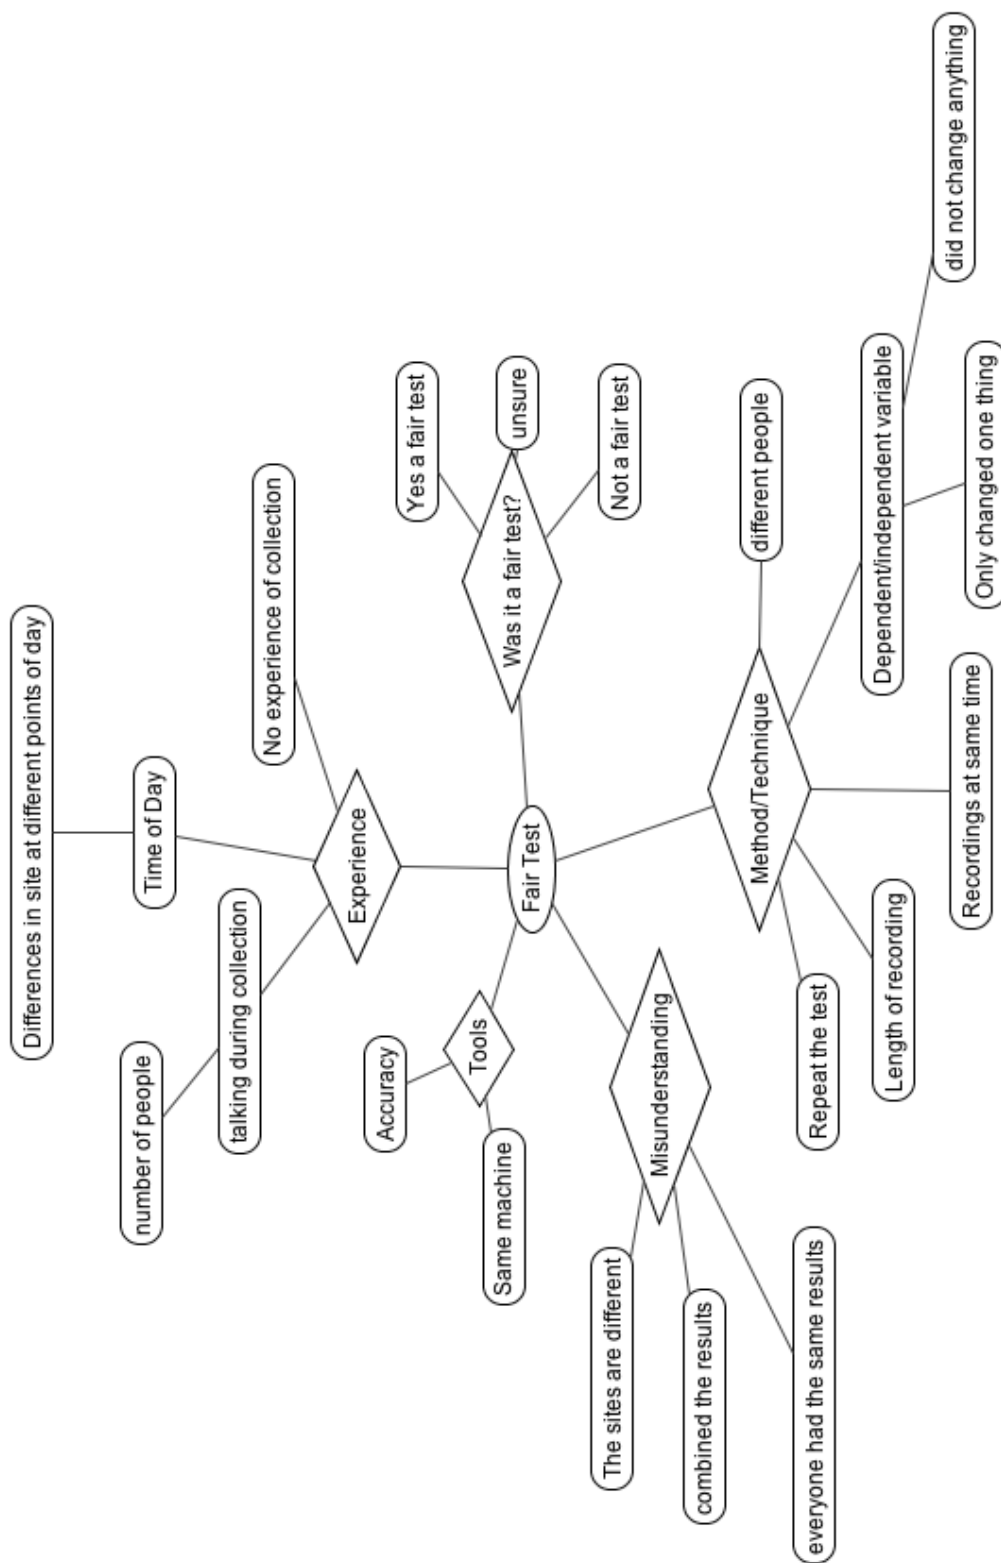 everyone had the same results
combined the results
The sites are different
Misunderstanding
Same machine
Accuracy
Tools
number of people
talking during collection
Time of Day
Differences in site at different points of day
Experience
No experience of collection
Fair Test
Was it a fair test?
Yes a fair test
unsure
Not a fair test
Method/Technique
Repeat the test
Length of recording
Recordings at same time
different people
Dependent/independent variable
Only changed one thing
did not change anything